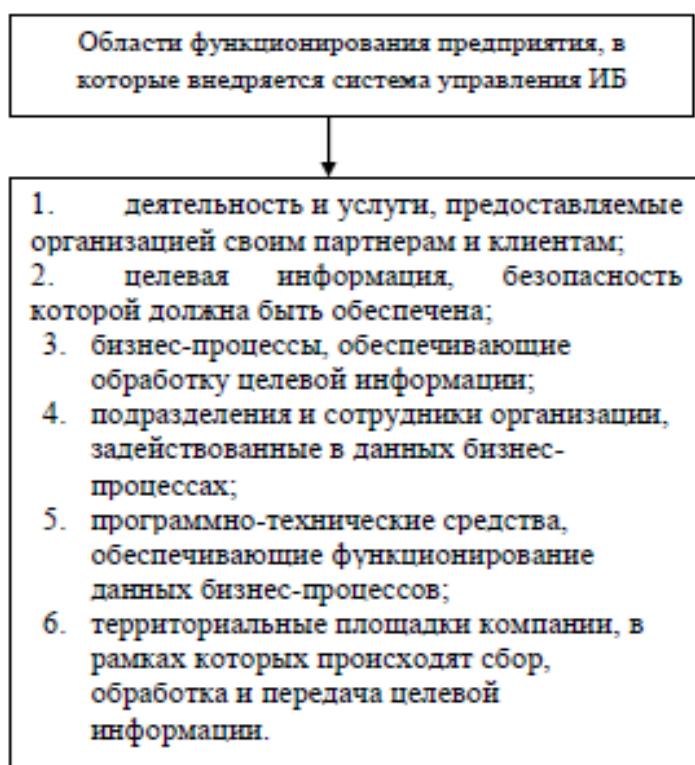 Области функционирования предприятия, в
которые внедряется система управления ИБ
1. деятельность и услуги, предоставляемые
организацией своим партнерам и клиентам;
2. целевая информация, безопасность
которой должна быть обеспечена;
3. бизнес-процессы, обеспечивающие
обработку целевой информации;
4. подразделения и сотрудники организации,
задействованные в данных бизнес-
процессах;
5. программно-технические средства,
обеспечивающие функционирование
данных бизнес-процессов;
6. территориальные площадки компании, в
рамках которых происходят сбор,
обработка и передача целевой
информации.